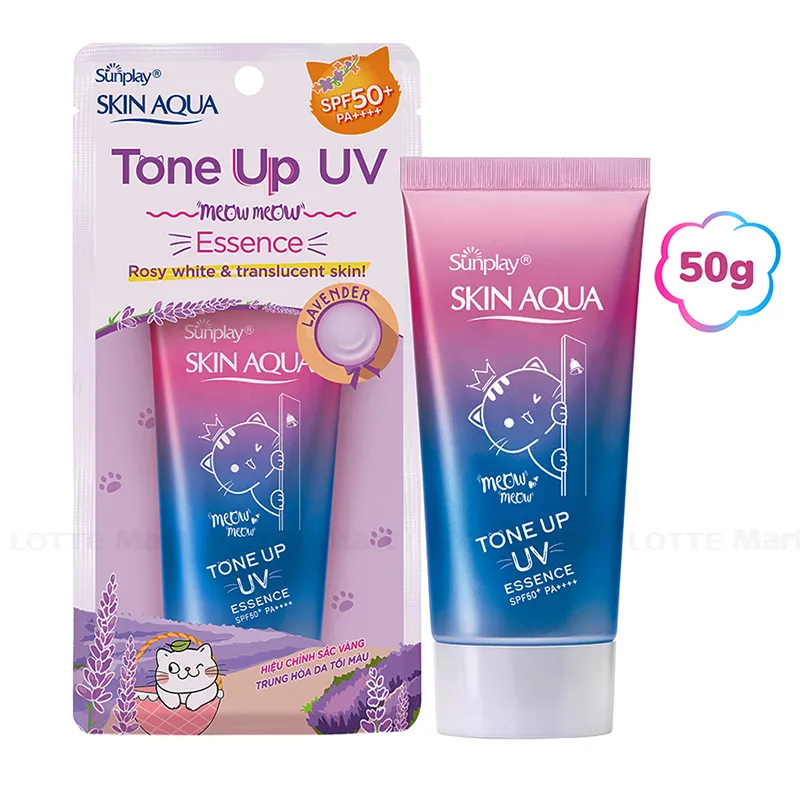 Sunplay®
SKIN AQUA
SPF50+
PA++++
Tone Up UV
"meow meow"
Essence
Rosy white & translucent skin!
LAVENDER
Sunplay®
SKIN AQUA
meow
meow
TONE UP
UV
ESSENCE
SPF50+ PA++++
HIỆU CHỈNH SẮC VÀNG
TRUNG HÒA DA TỐI MÀU
Sunplay®
SKIN AQUA
meow
meow
TONE UP
UV
ESSENCE
SPF50+ PA++++
50g
LOTTE Mart
LOTTE Mart
LOTTE Mart